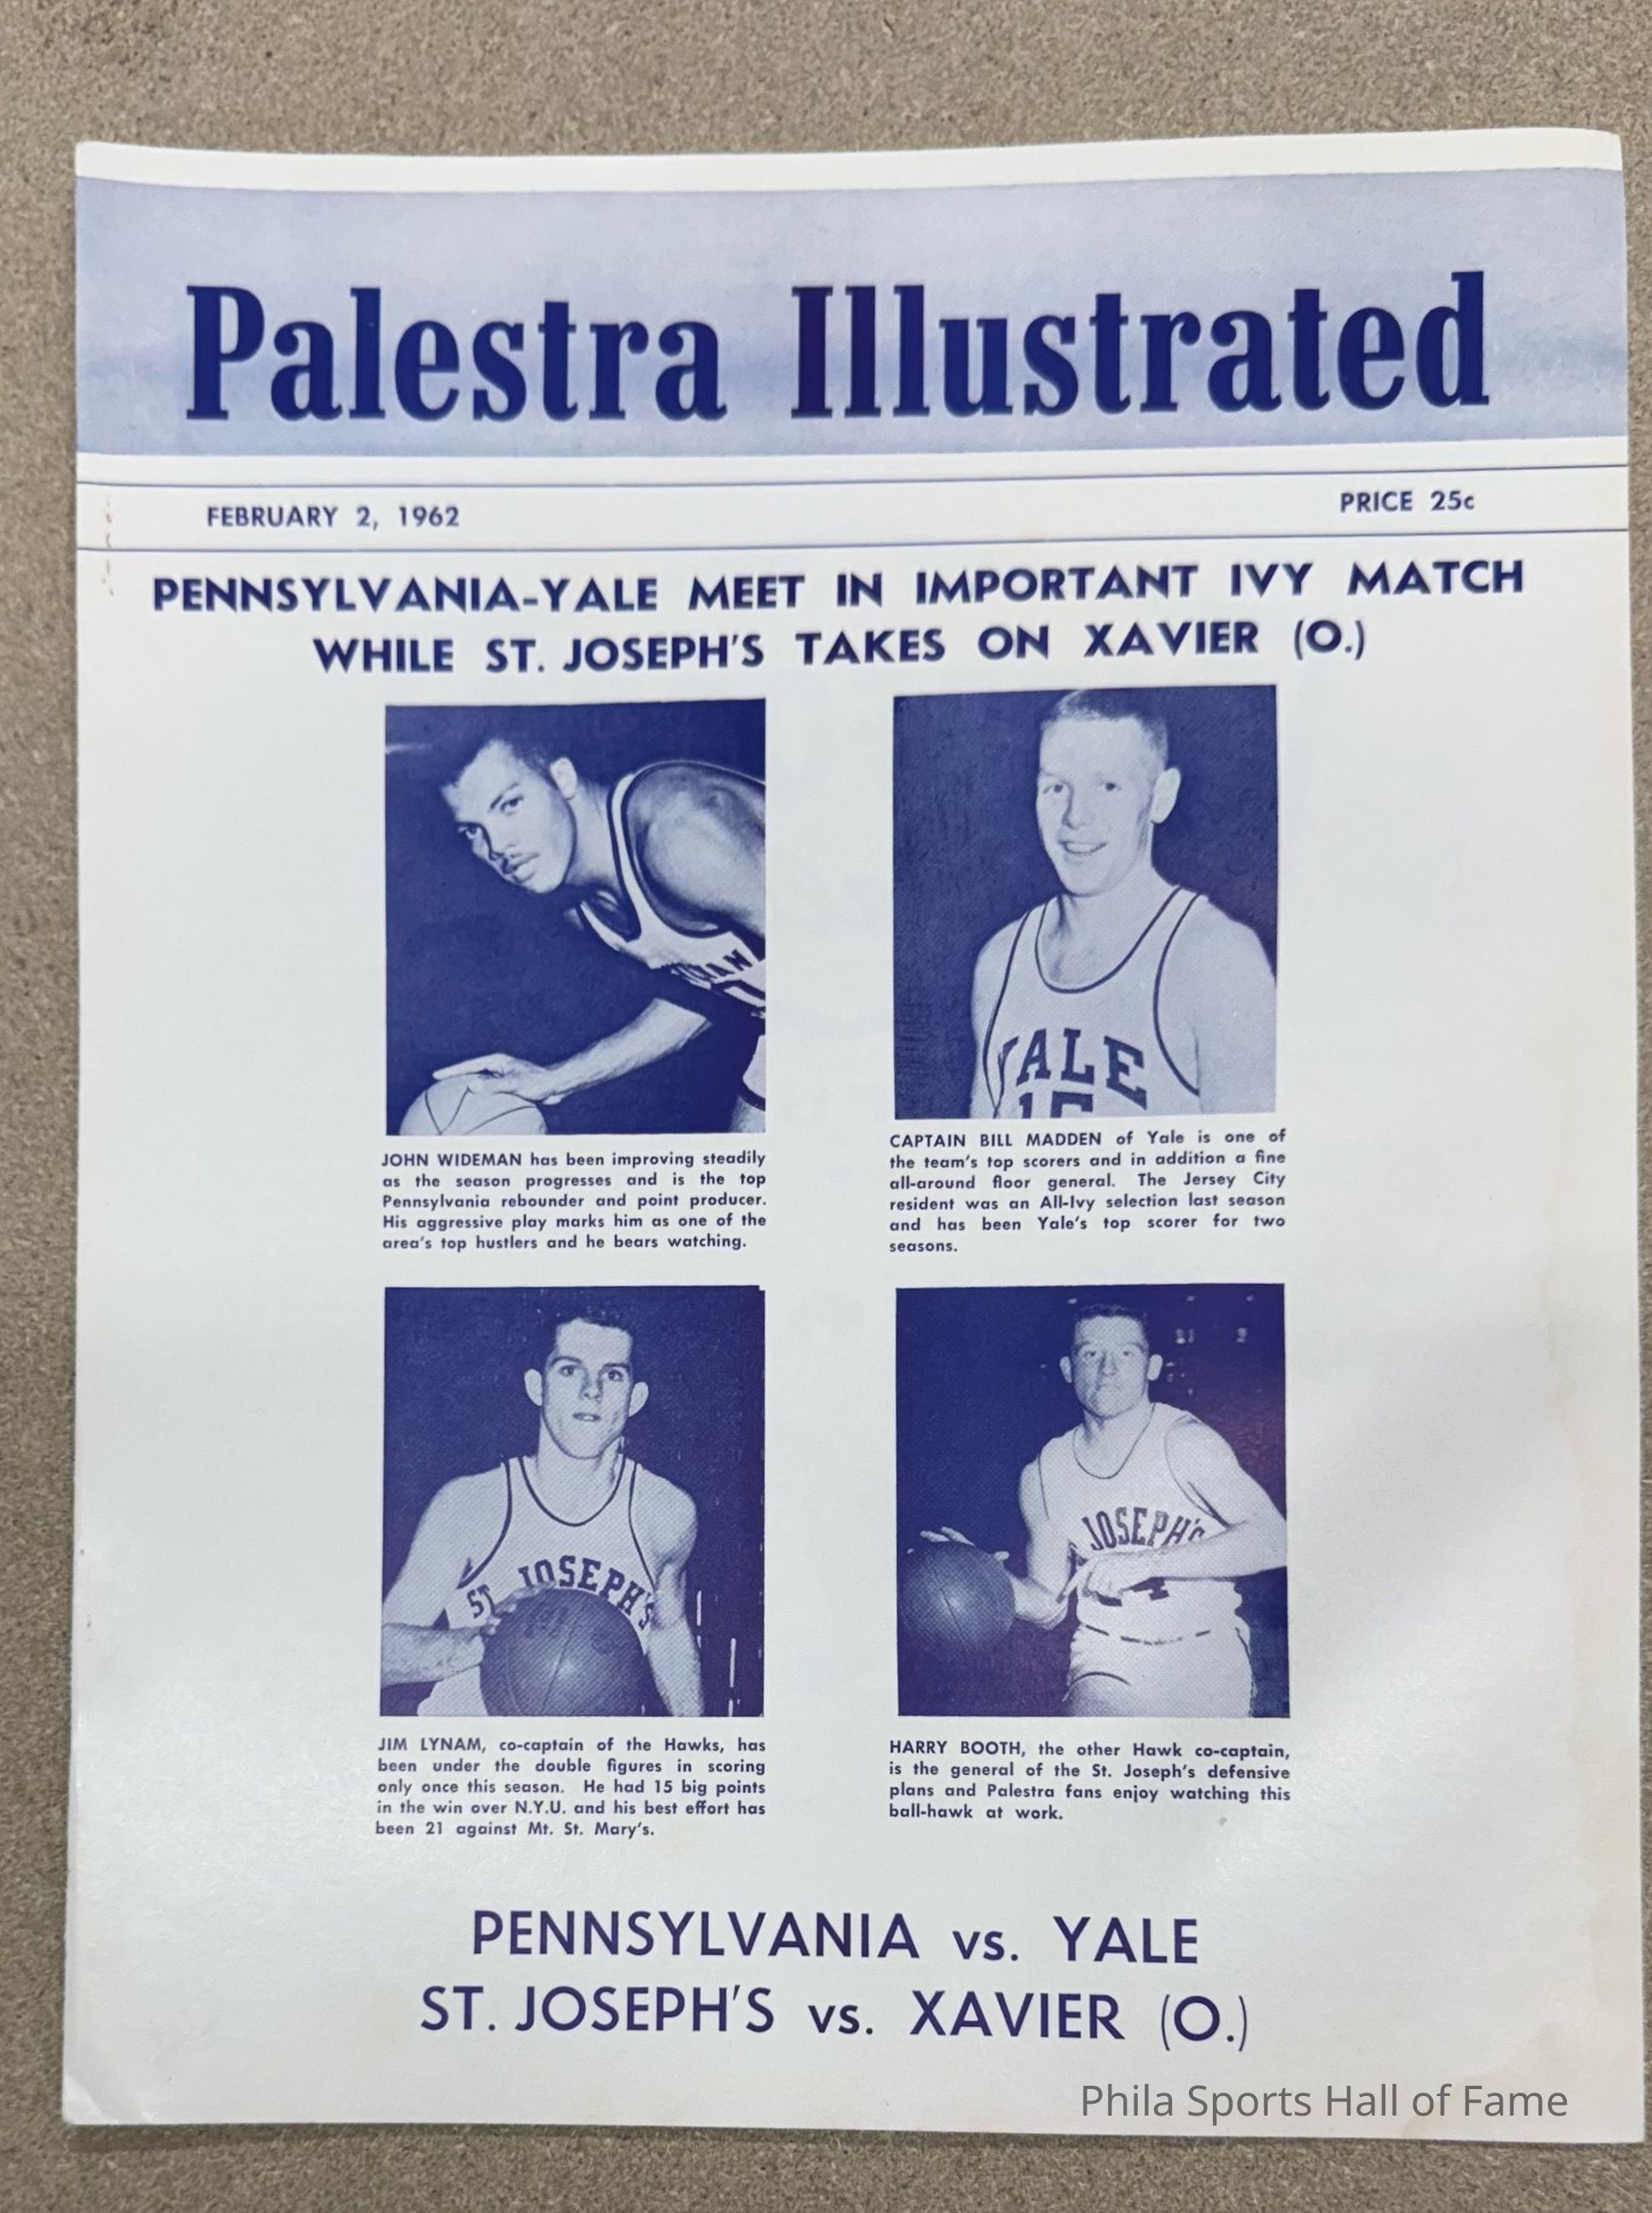 Palestra Illustrated
FEBRUARY 2, 1962
PRICE 25c
PENNSYLVANIA-YALE MEET IN IMPORTANT IVY MATCH
WHILE ST. JOSEPH'S TAKES ON XAVIER (O.)
YALE
JOHN WIDEMAN has been improving steadily
as the season progresses and is the top
Pennsylvania rebounder and point producer.
His aggressive play marks him as one of the
area's top hustlers and he bears watching.
CAPTAIN BILL MADDEN of Yale is one of
the team's top scorers and in addition a fine
all-around floor general. The Jersey City
resident was an All-Ivy selection last season
and has been Yale's top scorer for two
seasons.
ST. JOSEPH'S
JOSEPH'S
JIM LYNAM, co-captain of the Hawks, has
been under the double figures in scoring
only once this season. He had 15 big points
in the win over N.Y.U. and his best effort has
been 21 against Mt. St. Mary's.
HARRY BOOTH, the other Hawk co-captain,
is the general of the St. Joseph's defensive
plans and Palestra fans enjoy watching this
ball-hawk at work.
PENNSYLVANIA vs. YALE
ST. JOSEPH'S vs. XAVIER (O.)
Phila Sports Hall of Fame